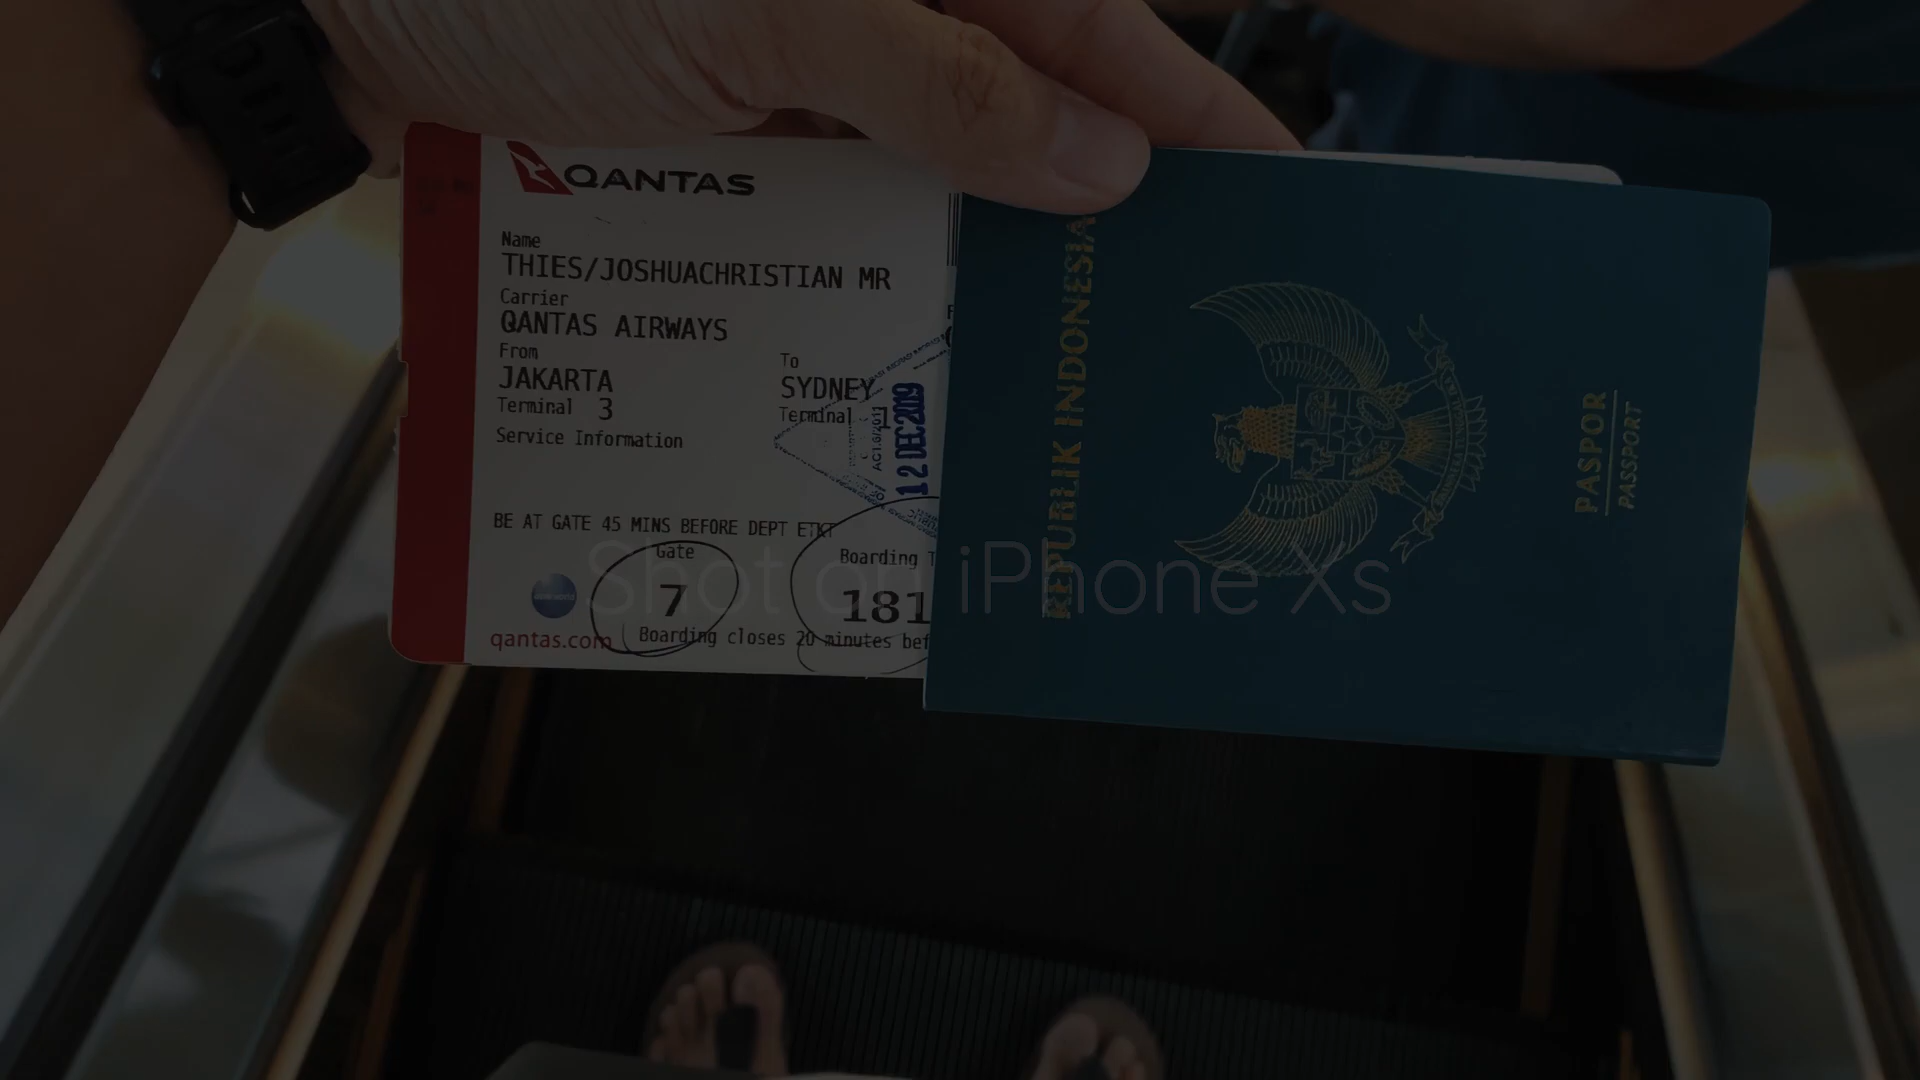 QANTAS
Name
THIES/JOSHUACHRISTIAN MR
Carrier
QANTAS AIRWAYS
From
JAKARTA
Terminal 3
To
SYDNEY
Terminal 1
Service Information
12 DEC 2019
BE AT GATE 45 MINS BEFORE DEPT ETKT
Gate
7
Boarding T
181
qantas.com
Boarding closes 20 minutes bef
REPUBLIK INDONESIA
PASPOR
PASSPORT
Shot on iPhone Xs